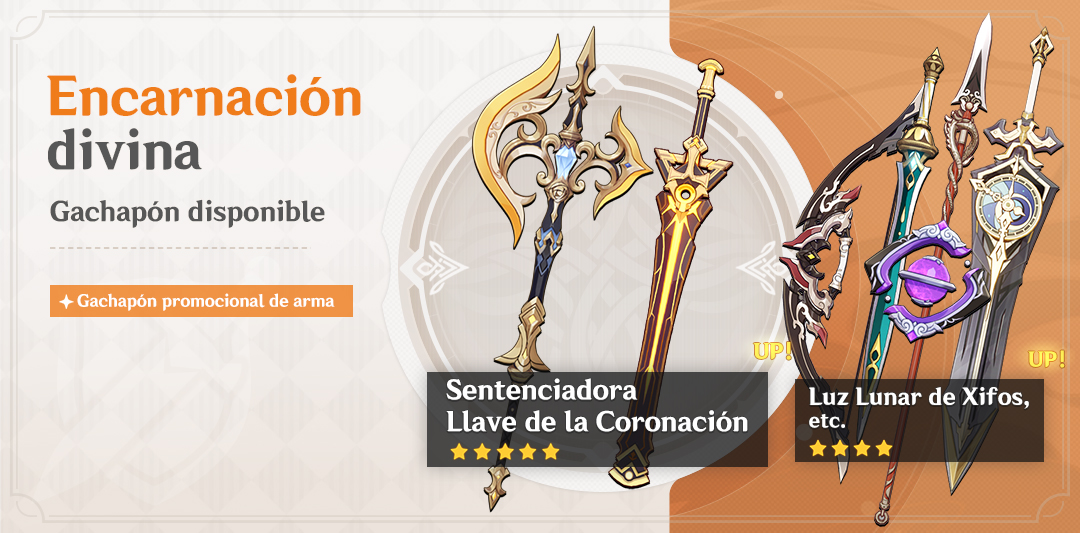 Encarnación
divina
Gachapón disponible
Gachapón promocional de arma
UP!
UP!
Sentenciadora
Llave de la Coronación
Luz Lunar de Xifos,
etc.